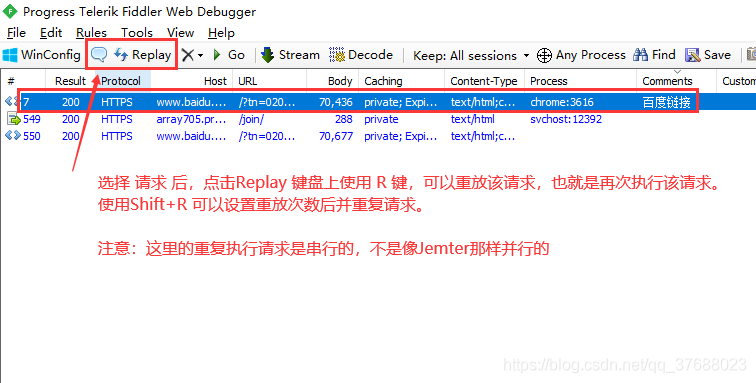 Progress Telerik Fiddler Web Debugger
File Edit Rules Tools View Help
WinConfig Replay Go Stream Decode Keep: All sessions Any Process Find Save
# Result Protocol Host URL Body Caching Content-Type Process Comments Custom
7 200 HTTPS www.baidu.... /?tn=020... 70,436 private; Expi... text/html;c... chrome:3616 百度链接
549 200 HTTPS array705.pr... /join/ 288 private text/html svchost:12392
550 200 HTTPS www.baidu.... /?tn=020... 70,677 private; Expi... text/html;c...
选择 请求 后，点击Replay 键盘上使用 R 键，可以重放该请求，也就是再次执行该请求。
使用Shift+R 可以设置重放次数后并重复请求。
注意：这里的重复执行请求是串行的，不是像Jemter那样并行的
https://blog.csdn.net/qq_37688023